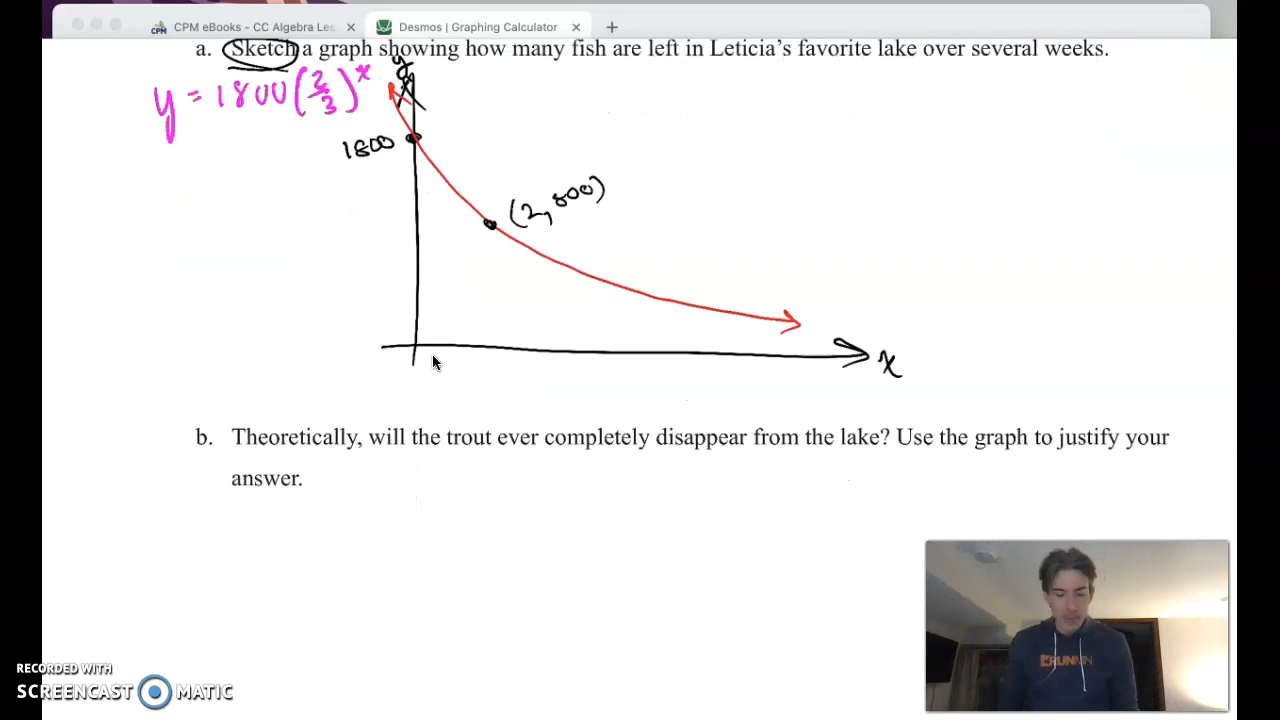 CPM eBooks - CC Algebra Les
Desmos | Graphing Calculator
a. Sketch a graph showing how many fish are left in Leticia's favorite lake over several weeks.
y
y = 1800(2/3)^x
1800
(2, 800)
x
b. Theoretically, will the trout ever completely disappear from the lake? Use the graph to justify your
answer.
RECORDED WITH
SCREENCAST MATIC